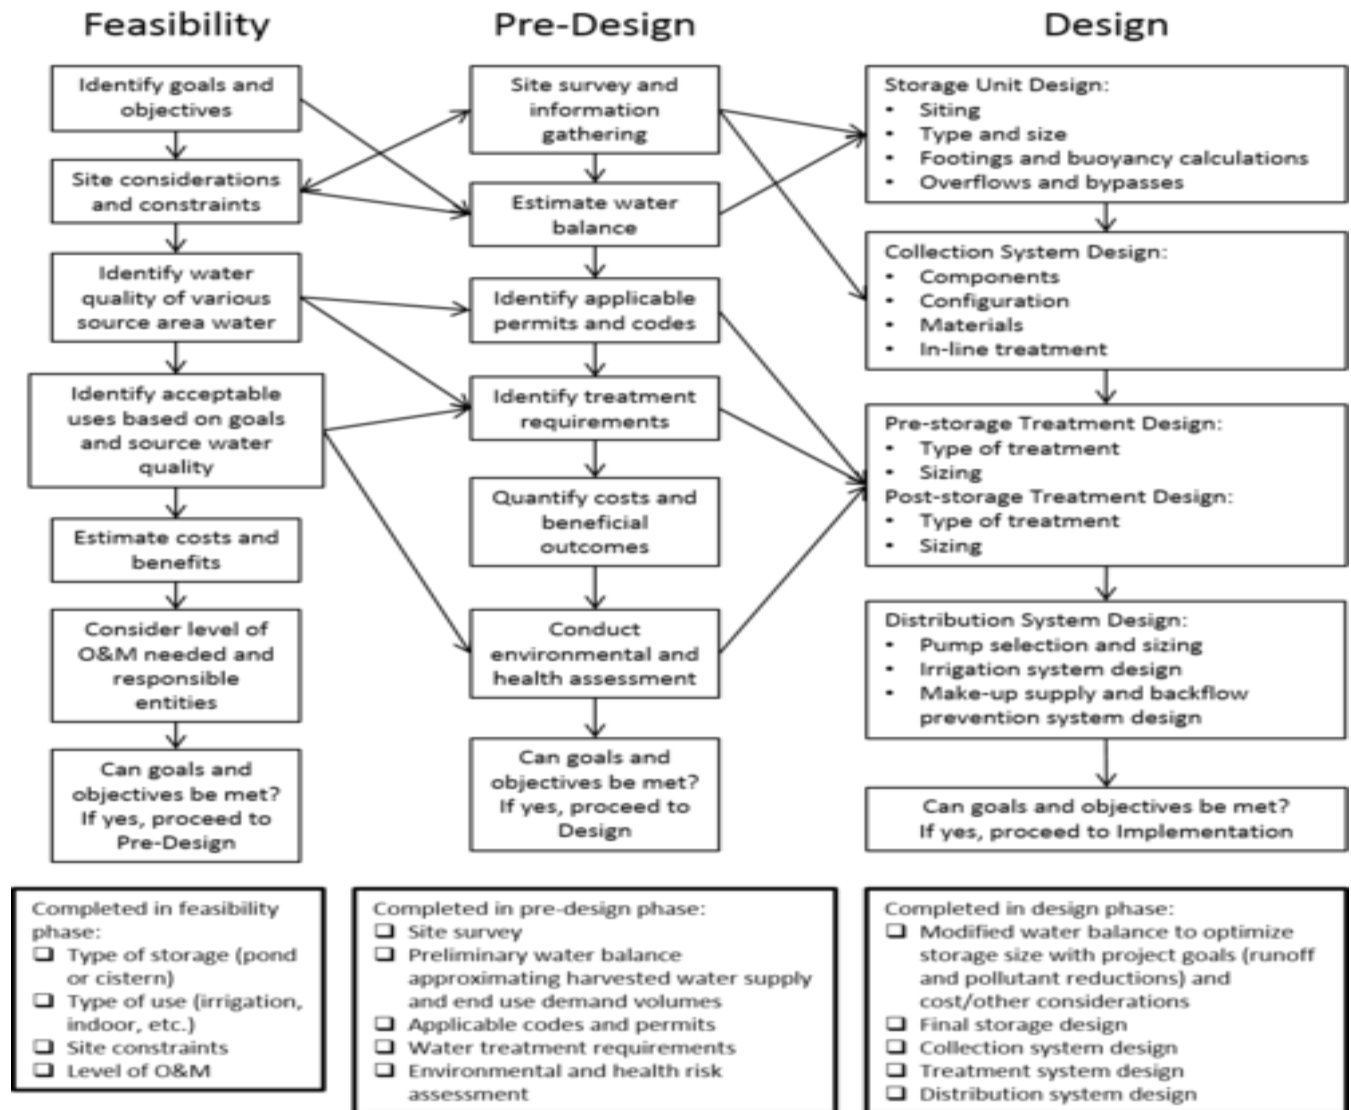 Feasibility
Identify goals and
objectives
Site considerations
and constraints
Identify water
quality of various
source area water
Identify acceptable
uses based on goals
and source water
quality
Estimate costs and
benefits
Consider level of
O&M needed and
responsible
entities
Can goals and
objectives be met?
If yes, proceed to
Pre-Design
Completed in feasibility
phase:
❑ Type of storage (pond
or cistern)
❑ Type of use (irrigation,
indoor, etc.)
❑ Site constraints
❑ Level of O&M
Pre-Design
Site survey and
information
gathering
Estimate water
balance
Identify applicable
permits and codes
Identify treatment
requirements
Quantify costs and
beneficial
outcomes
Conduct
environmental and
health assessment
Can goals and
objectives be met?
If yes, proceed to
Design
Completed in pre-design phase:
❑ Site survey
❑ Preliminary water balance
approximating harvested water supply
and end use demand volumes
❑ Applicable codes and permits
❑ Water treatment requirements
❑ Environmental and health risk
assessment
Design
Storage Unit Design:
• Siting
• Type and size
• Footings and buoyancy calculations
• Overflows and bypasses
Collection System Design:
• Components
• Configuration
• Materials
• In-line treatment
Pre-storage Treatment Design:
• Type of treatment
• Sizing
Post-storage Treatment Design:
• Type of treatment
• Sizing
Distribution System Design:
• Pump selection and sizing
• Irrigation system design
• Make-up supply and backflow
prevention system design
Can goals and objectives be met?
If yes, proceed to Implementation
Completed in design phase:
❑ Modified water balance to optimize
storage size with project goals (runoff
and pollutant reductions) and
cost/other considerations
❑ Final storage design
❑ Collection system design
❑ Treatment system design
❑ Distribution system design